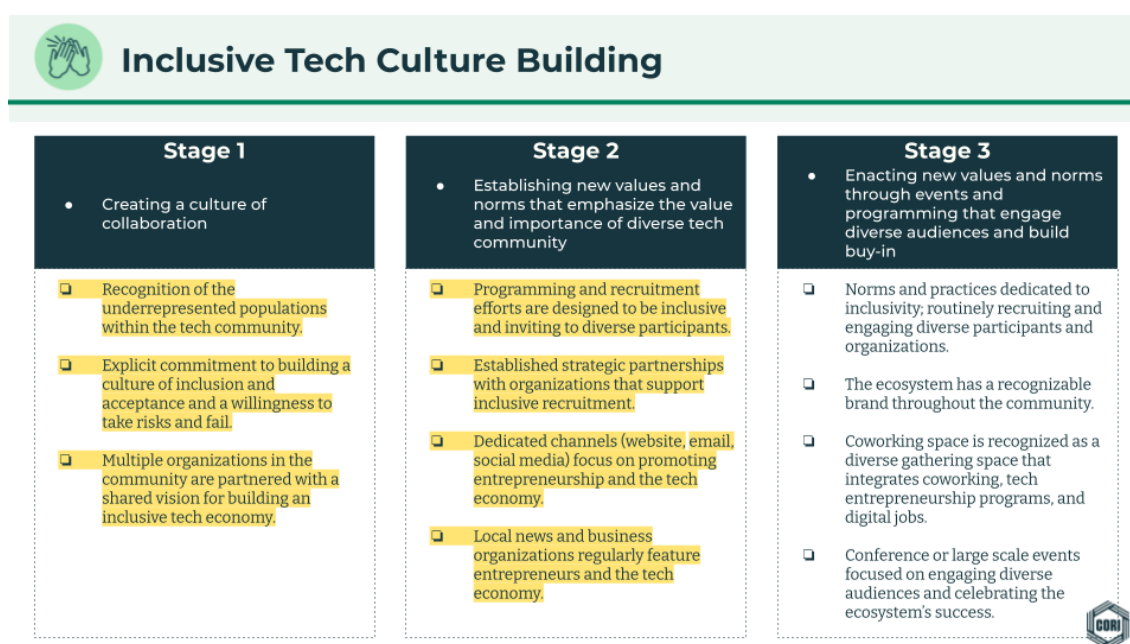 Inclusive Tech Culture Building
Stage 1
● Creating a culture of
collaboration
❏ Recognition of the
underrepresented populations
within the tech community.
❏ Explicit commitment to building a
culture of inclusion and
acceptance and a willingness to
take risks and fail.
❏ Multiple organizations in the
community are partnered with a
shared vision for building an
inclusive tech economy.
Stage 2
● Establishing new values and
norms that emphasize the value
and importance of diverse tech
community
❏ Programming and recruitment
efforts are designed to be inclusive
and inviting to diverse participants.
❏ Established strategic partnerships
with organizations that support
inclusive recruitment.
❏ Dedicated channels (website, email,
social media) focus on promoting
entrepreneurship and the tech
economy.
❏ Local news and business
organizations regularly feature
entrepreneurs and the tech
economy.
Stage 3
● Enacting new values and norms
through events and
programming that engage
diverse audiences and build
buy-in
❏ Norms and practices dedicated to
inclusivity; routinely recruiting and
engaging diverse participants and
organizations.
❏ The ecosystem has a recognizable
brand throughout the community.
❏ Coworking space is recognized as a
diverse gathering space that
integrates coworking, tech
entrepreneurship programs, and
digital jobs.
❏ Conference or large scale events
focused on engaging diverse
audiences and celebrating the
ecosystem's success.
CORI